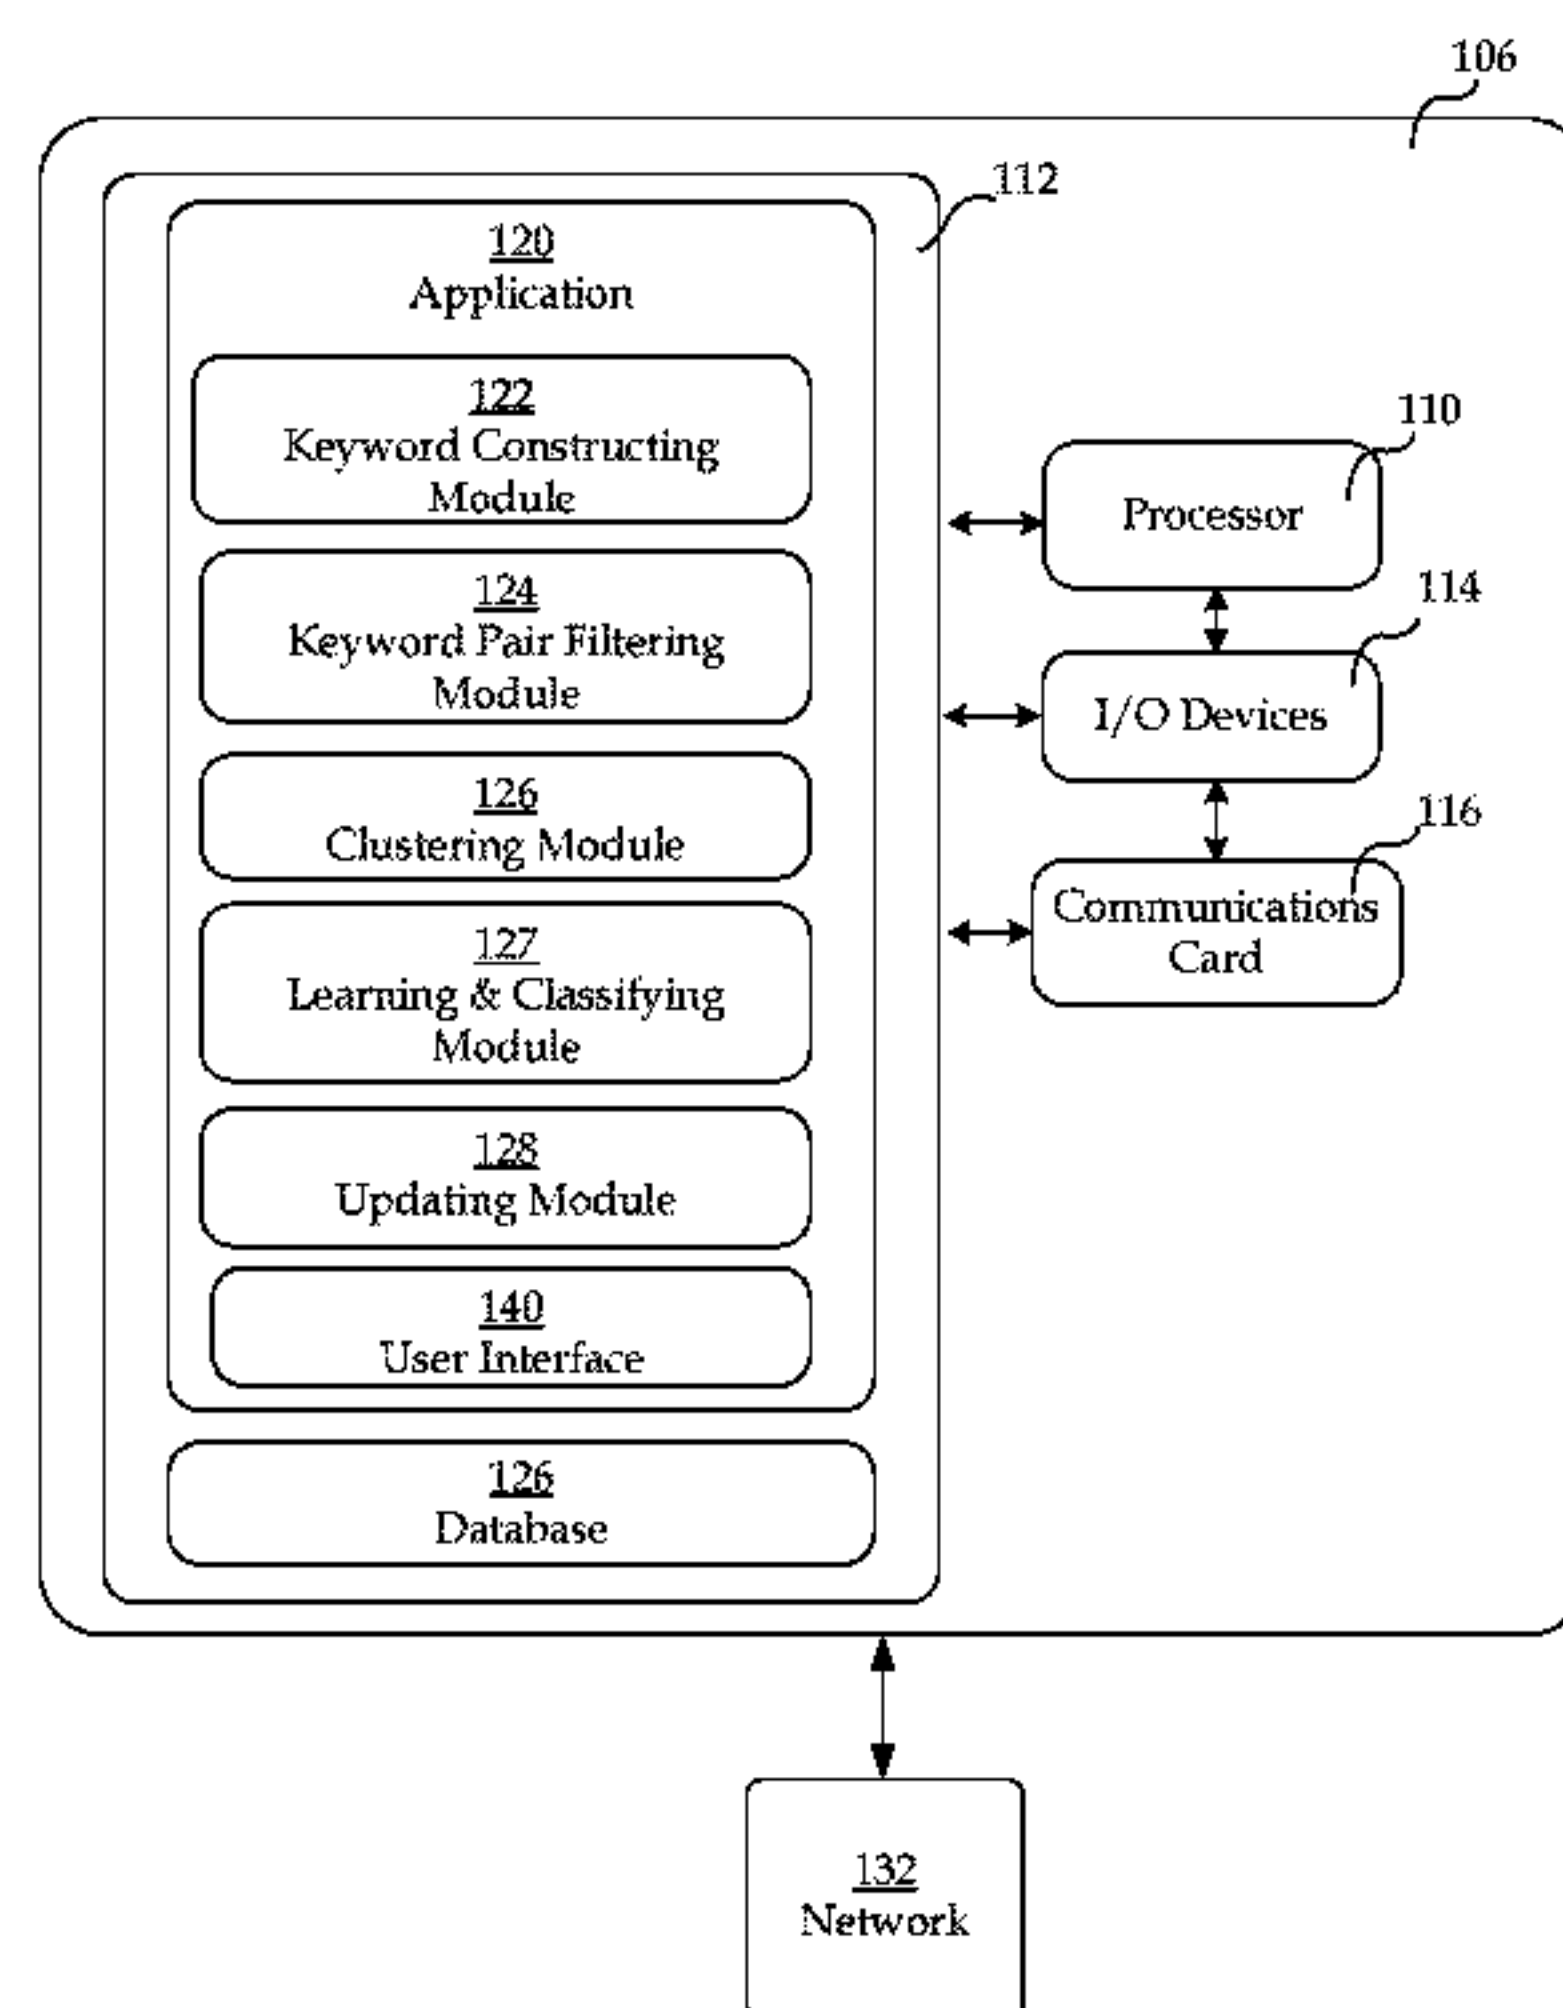 106
112
120
Application
122
Keyword Constructing
Module
124
Keyword Pair Filtering
Module
126
Clustering Module
127
Learning & Classifying
Module
128
Updating Module
140
User Interface
126
Database
110
Processor
114
I/O Devices
116
Communications
Card
132
Network